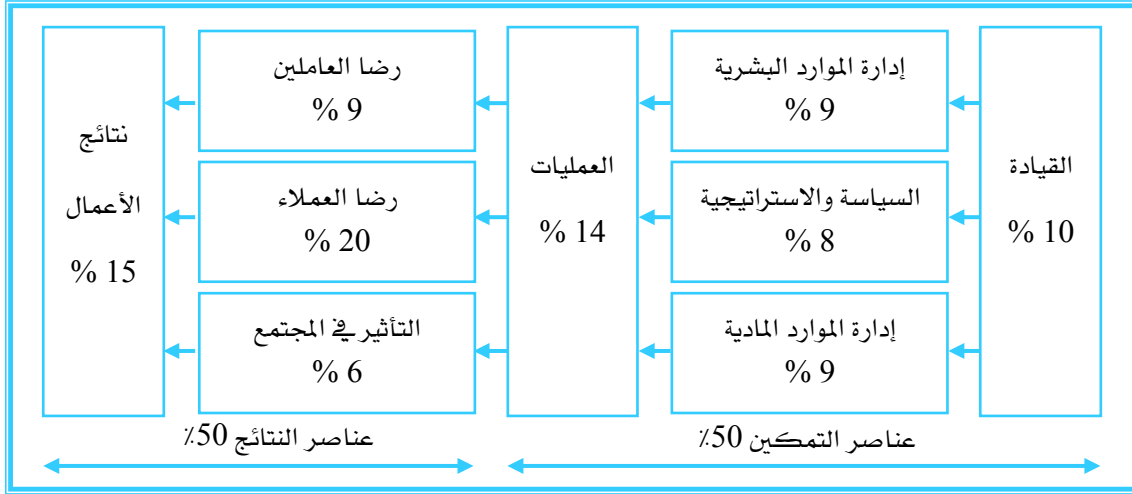 القيادة
% 10
إدارة الموارد البشرية
% 9
السياسة والاستراتيجية
% 8
إدارة الموارد المادية
% 9
العمليات
% 14
رضا العاملين
% 9
رضا العملاء
% 20
التأثير في المجتمع
% 6
نتائج
الأعمال
% 15
عناصر التمكين 50٪
عناصر النتائج 50٪